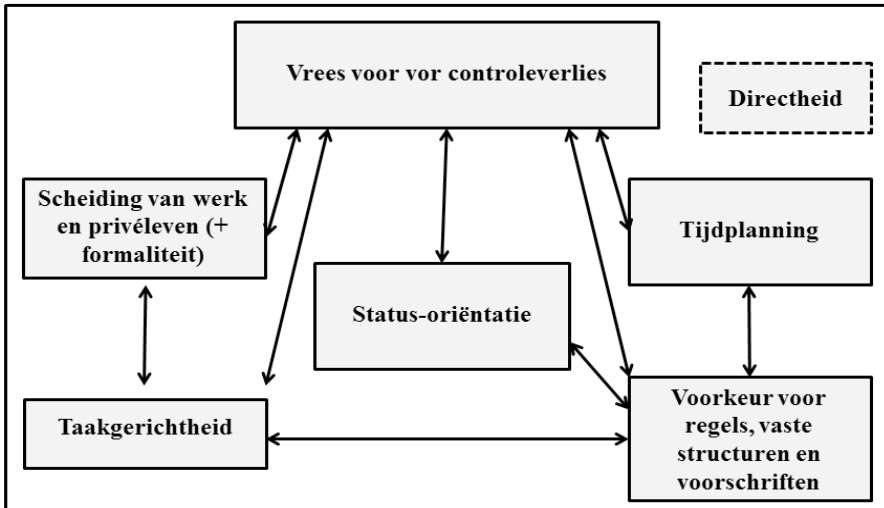 Vrees voor vor controleverlies
Directheid
Scheiding van werk
en privéleven (+
formaliteit)
Tijdplanning
Status-oriëntatie
Taakgerichtheid
Voorkeur voor
regels, vaste
structuren en
voorschriften